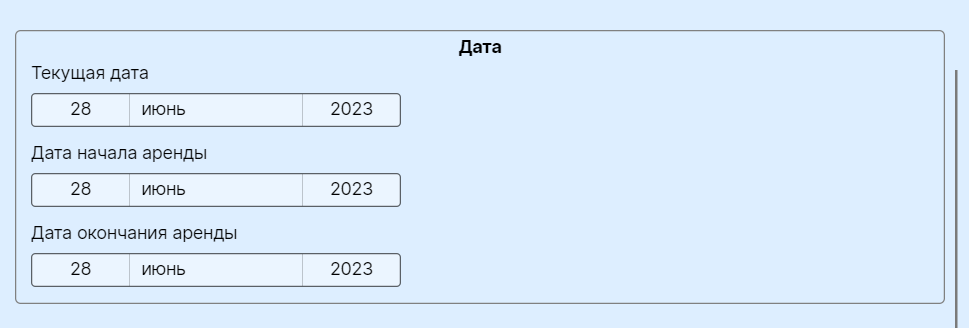 Дата
Текущая дата
28 июнь 2023
Дата начала аренды
28 июнь 2023
Дата окончания аренды
28 июнь 2023